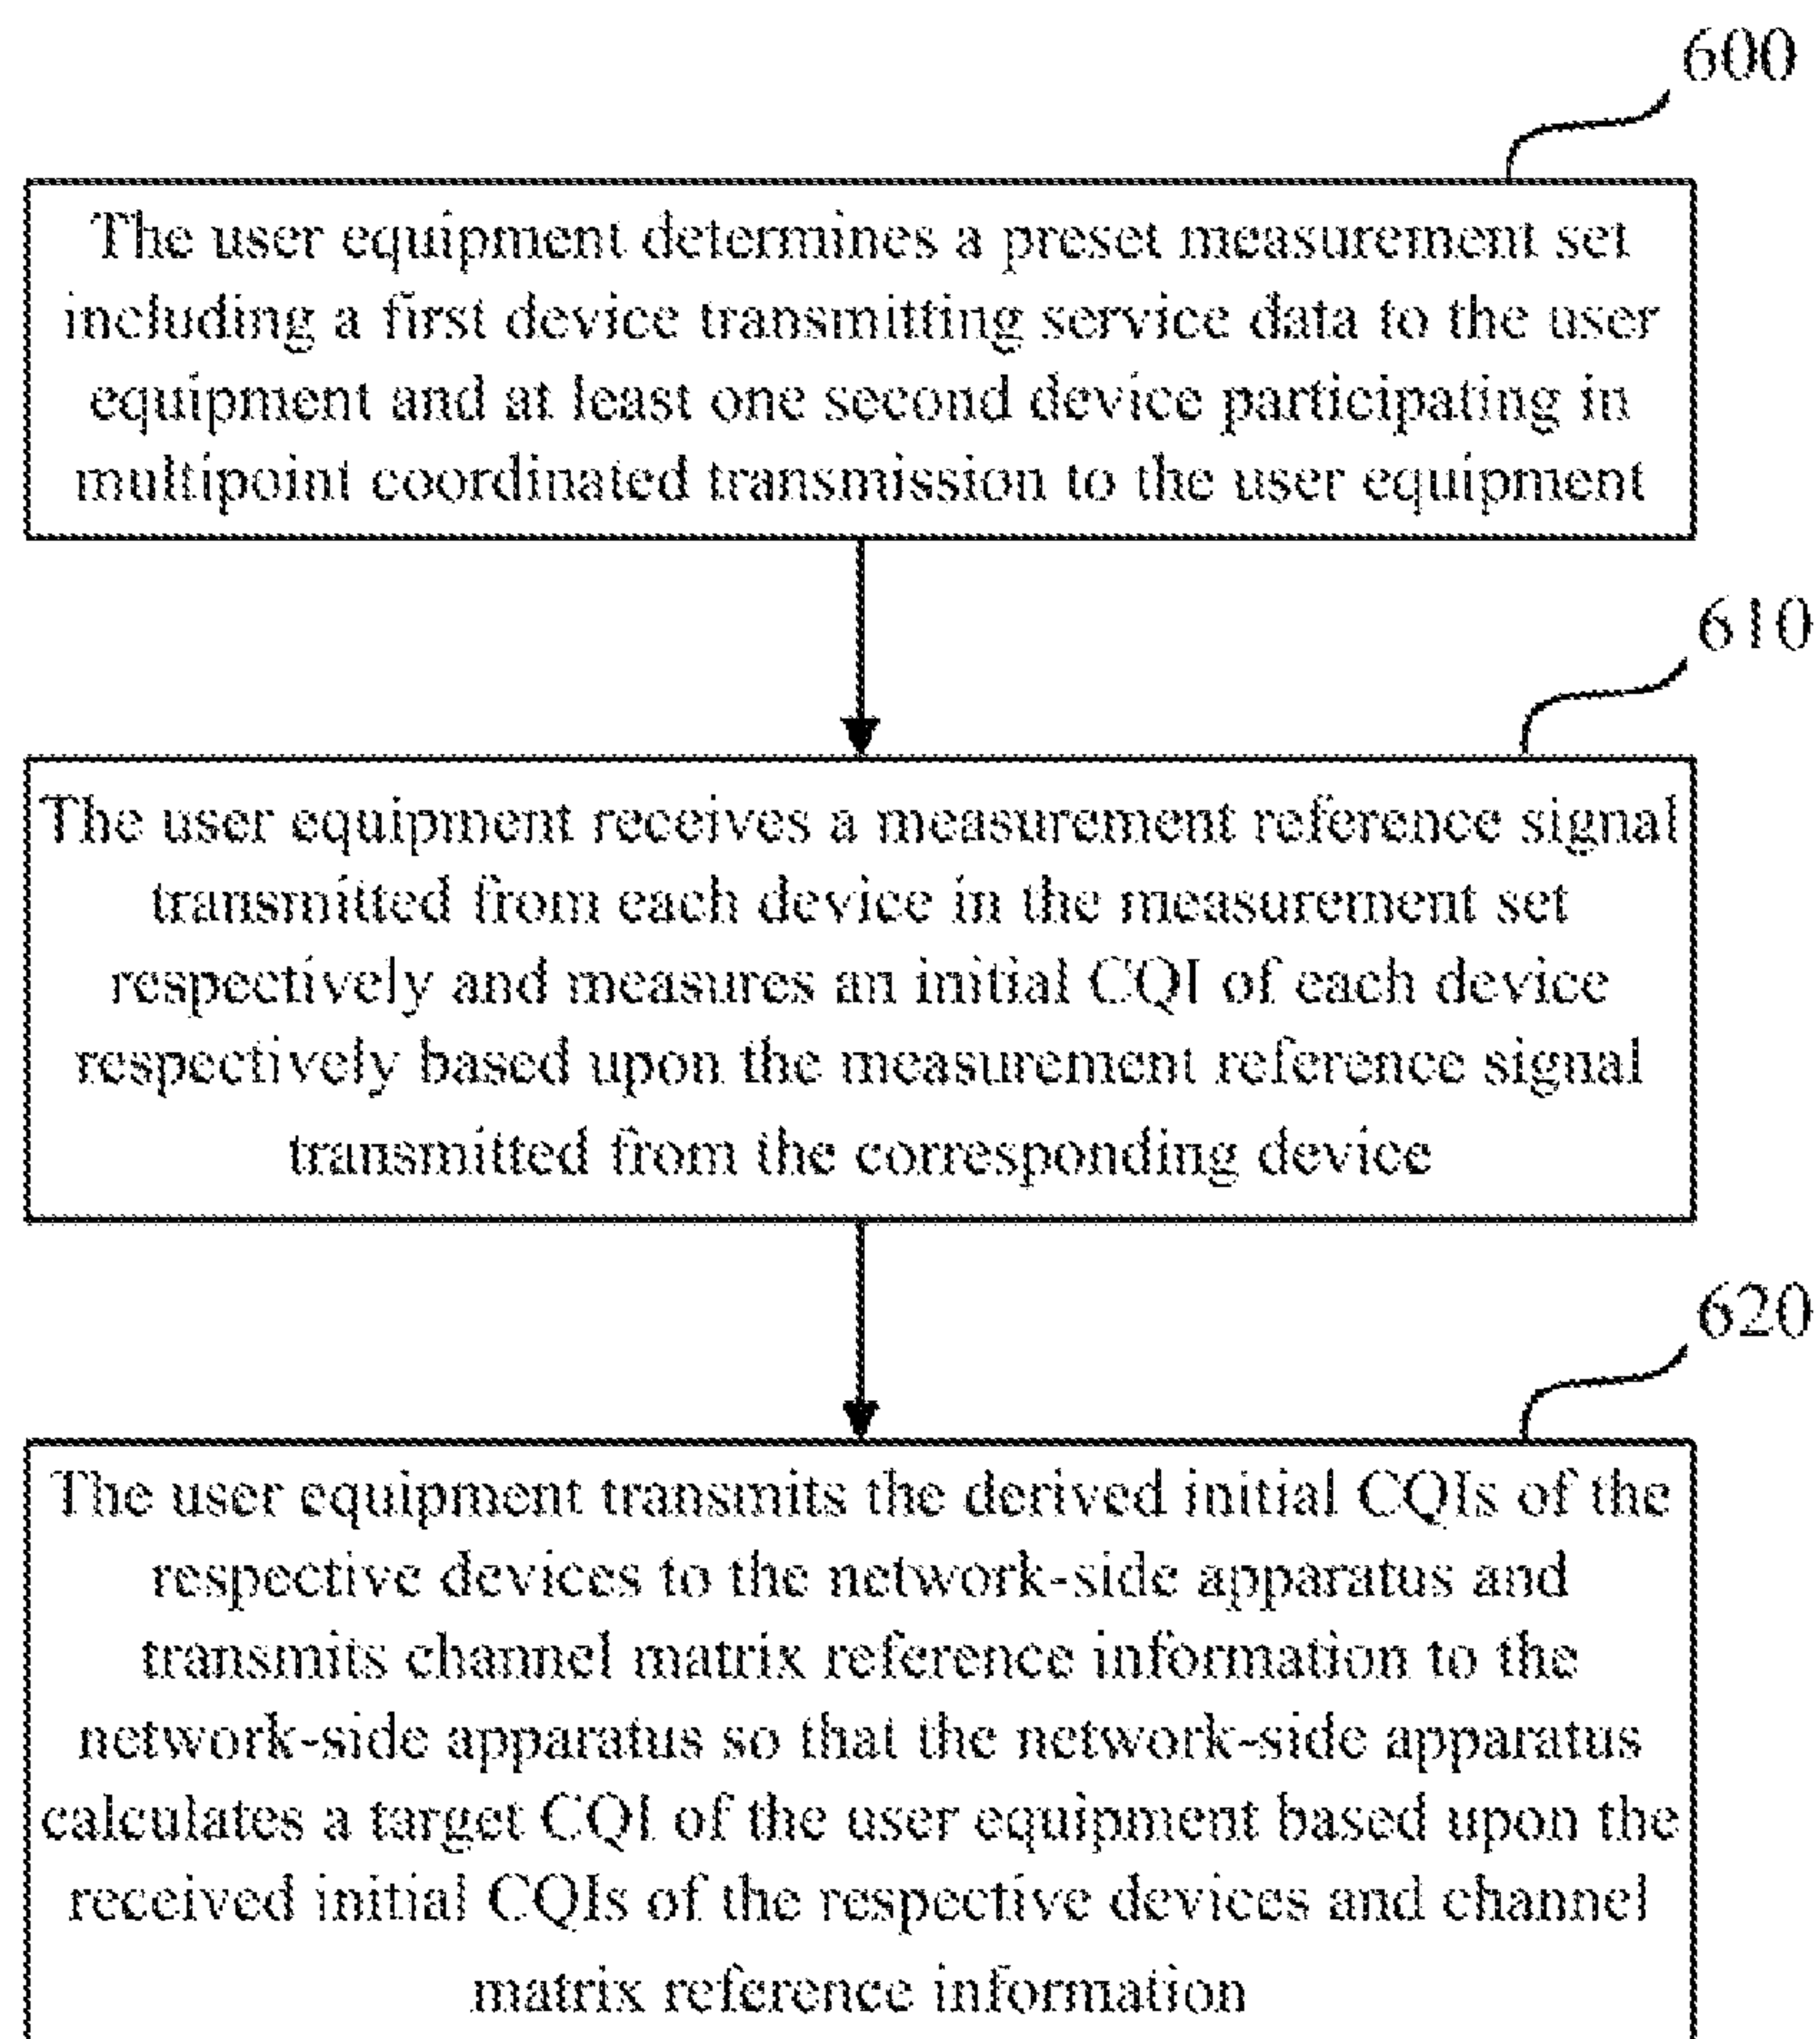 600
The user equipment determines a preset measurement set
including a first device transmitting service data to the user
equipment and at least one second device participating in
multipoint coordinated transmission to the user equipment
610
The user equipment receives a measurement reference signal
transmitted from each device in the measurement set
respectively and measures an initial CQI of each device
respectively based upon the measurement reference signal
transmitted from the corresponding device
620
The user equipment transmits the derived initial CQIs of the
respective devices to the network-side apparatus and
transmits channel matrix reference information to the
network-side apparatus so that the network-side apparatus
calculates a target CQI of the user equipment based upon the
received initial CQIs of the respective devices and channel
matrix reference information